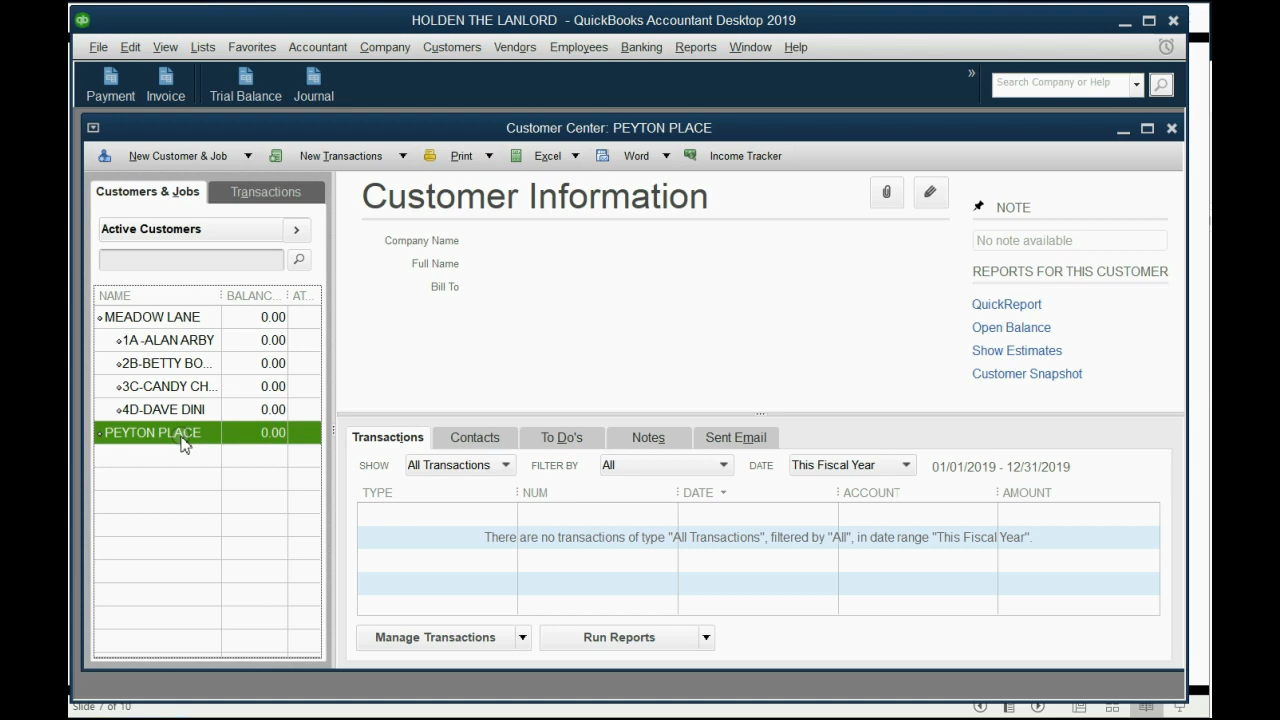 HOLDEN THE LANLORD - QuickBooks Accountant Desktop 2019
File Edit View Lists Favorites Accountant Company Customers Vendors Employees Banking Reports Window Help
Payment Invoice Trial Balance Journal » Search Company or Help
Customer Center: PEYTON PLACE
New Customer & Job New Transactions Print Excel Word Income Tracker
Customers & Jobs Transactions
Active Customers
NAME BALANC... AT...
MEADOW LANE 0.00
1A -ALAN ARBY 0.00
2B-BETTY BO... 0.00
3C-CANDY CH... 0.00
4D-DAVE DINI 0.00
PEYTON PLACE 0.00
Customer Information
Company Name
Full Name
Bill To
NOTE
No note available
REPORTS FOR THIS CUSTOMER
QuickReport
Open Balance
Show Estimates
Customer Snapshot
Transactions Contacts To Do's Notes Sent Email
SHOW All Transactions FILTER BY All DATE This Fiscal Year 01/01/2019 - 12/31/2019
TYPE NUM DATE ACCOUNT AMOUNT
There are no transactions of type "All Transactions", filtered by "All", in date range "This Fiscal Year".
Manage Transactions Run Reports
Slide 7 of 10